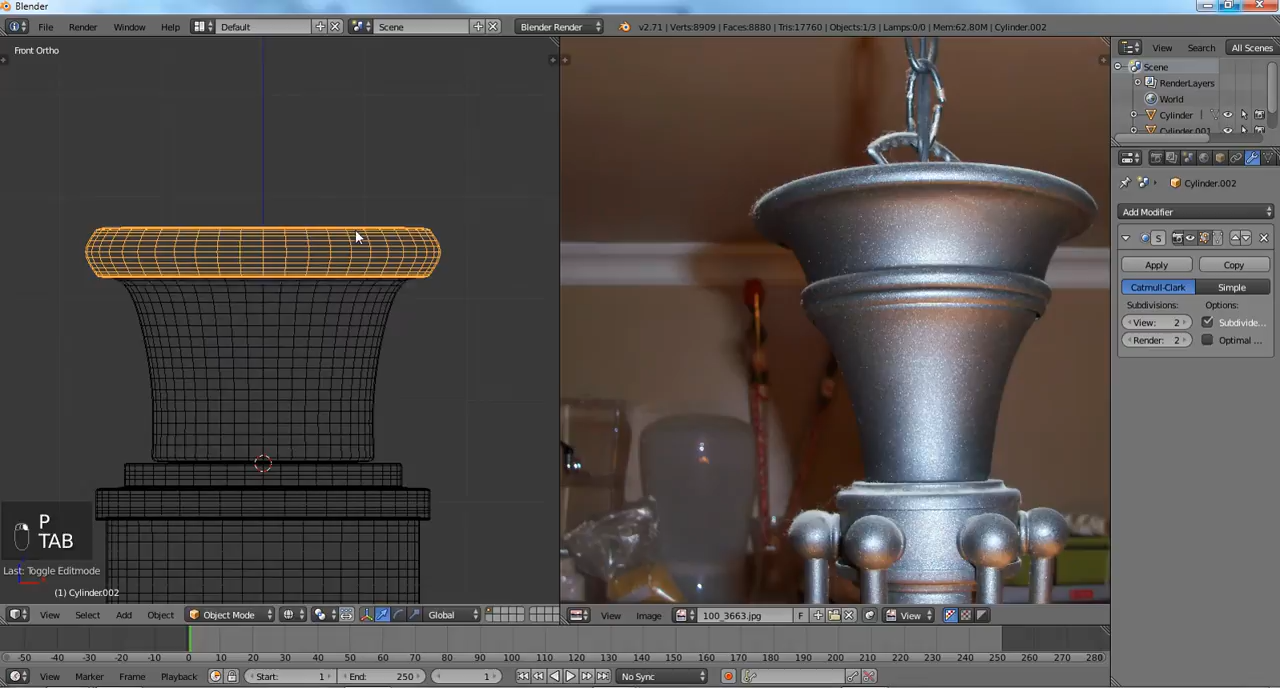 Blender
File Render Window Help Default Scene Blender Render v2.71 | Verts:8909 | Faces:8880 | Tris:17760 | Objects:1/3 | Lamps:0/0 | Mem:62.80M | Cylinder.002
Front Ortho
View Search All Scenes
Scene
RenderLayers
World
Cylinder
Cylinder.001
Cylinder.002
Add Modifier
S
Apply Copy
Catmull-Clark Simple
Subdivisions: Options:
View: 2 Subdivide...
Render: 2 Optimal ...
P
TAB
Last: Toggle Editmode
(1) Cylinder.002
View Select Add Object Object Mode Global
View Image 100_3663.jpg F View
-50 -40 -30 -20 -10 0 10 20 30 40 50 60 70 80 90 100 110 120 130 140 150 160 170 180 190 200 210 220 230 240 250 260 270 280
View Marker Frame Playback Start: 1 End: 250 1 No Sync